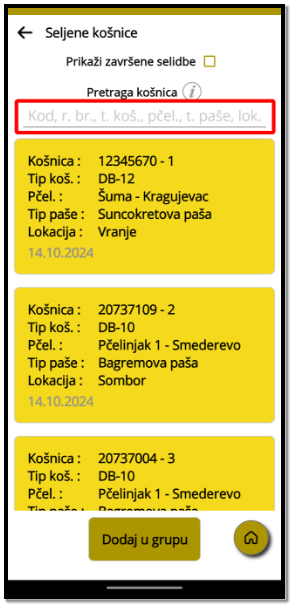 Seljene košnice
Prikaži završene selidbe
Pretraga košnica i
Kod, r. br., t. koš., pčel., t. paše, lok.
Košnica : 12345670 - 1
Tip koš. : DB-12
Pčel. : Šuma - Kragujevac
Tip paše : Suncokretova paša
Lokacija : Vranje
14.10.2024
Košnica : 20737109 - 2
Tip koš. : DB-10
Pčel. : Pčelinjak 1 - Smederevo
Tip paše : Bagremova paša
Lokacija : Sombor
14.10.2024
Košnica : 20737004 - 3
Tip koš. : DB-10
Pčel. : Pčelinjak 1 - Smederevo
Tip paše : Bagremova paša
Dodaj u grupu